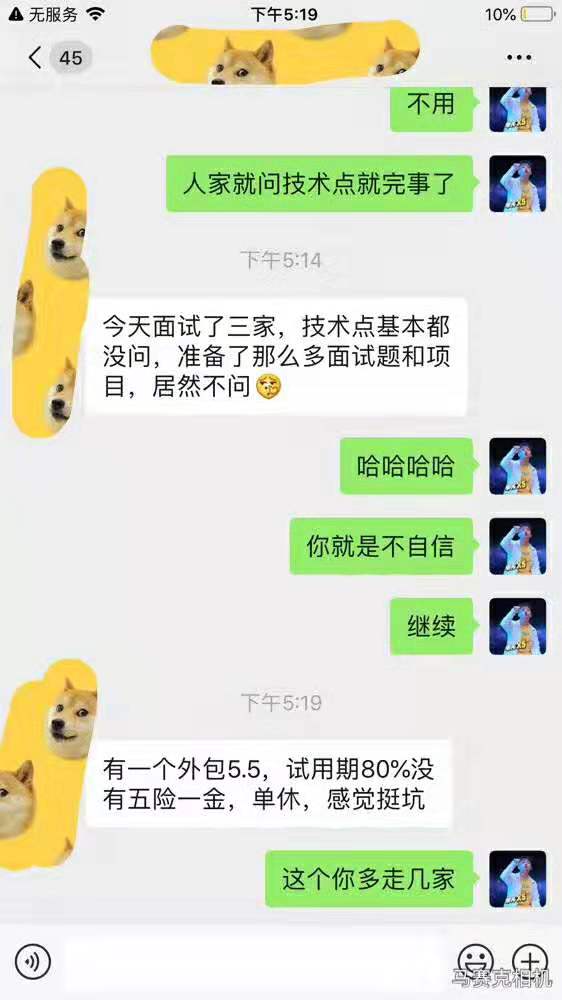 无服务
下午5:19
10%
45
不用
人家就问技术点就完事了
下午5:14
今天面试了三家，技术点基本都
没问，准备了那么多面试题和项
目，居然不问
哈哈哈哈
你就是不自信
继续
下午5:19
有一个外包5.5，试用期80%没
有五险一金，单休，感觉挺坑
这个你多走几家
马赛克相机